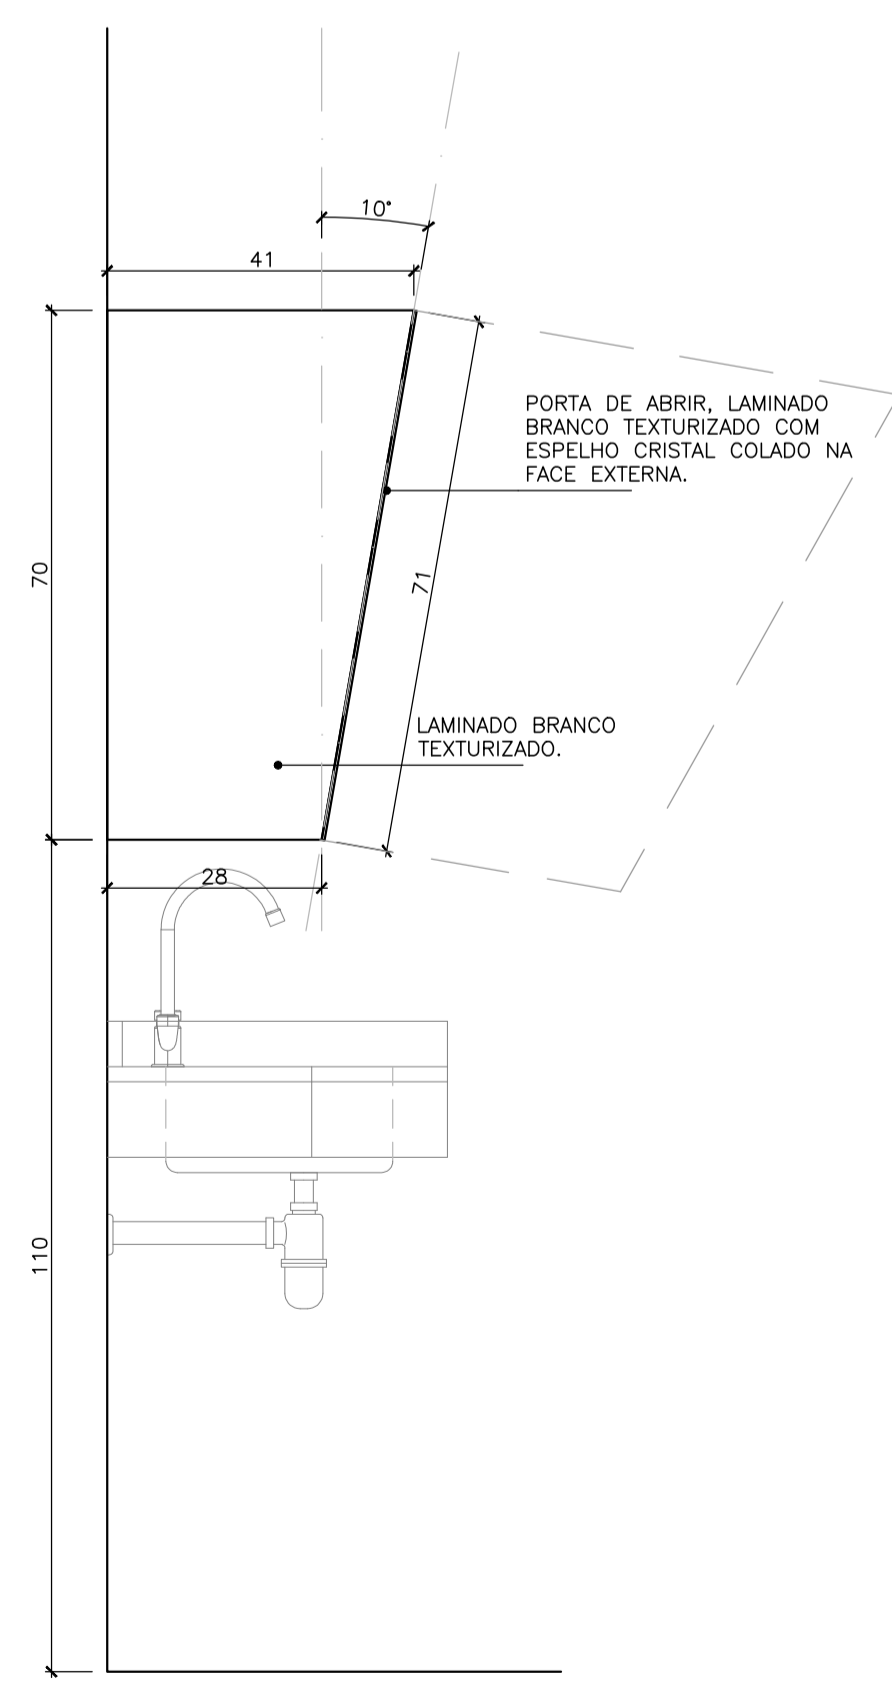 10°
41
PORTA DE ABRIR, LAMINADO
BRANCO TEXTURIZADO COM
ESPELHO CRISTAL COLADO NA
FACE EXTERNA.
70
71
LAMINADO BRANCO
TEXTURIZADO.
28
110